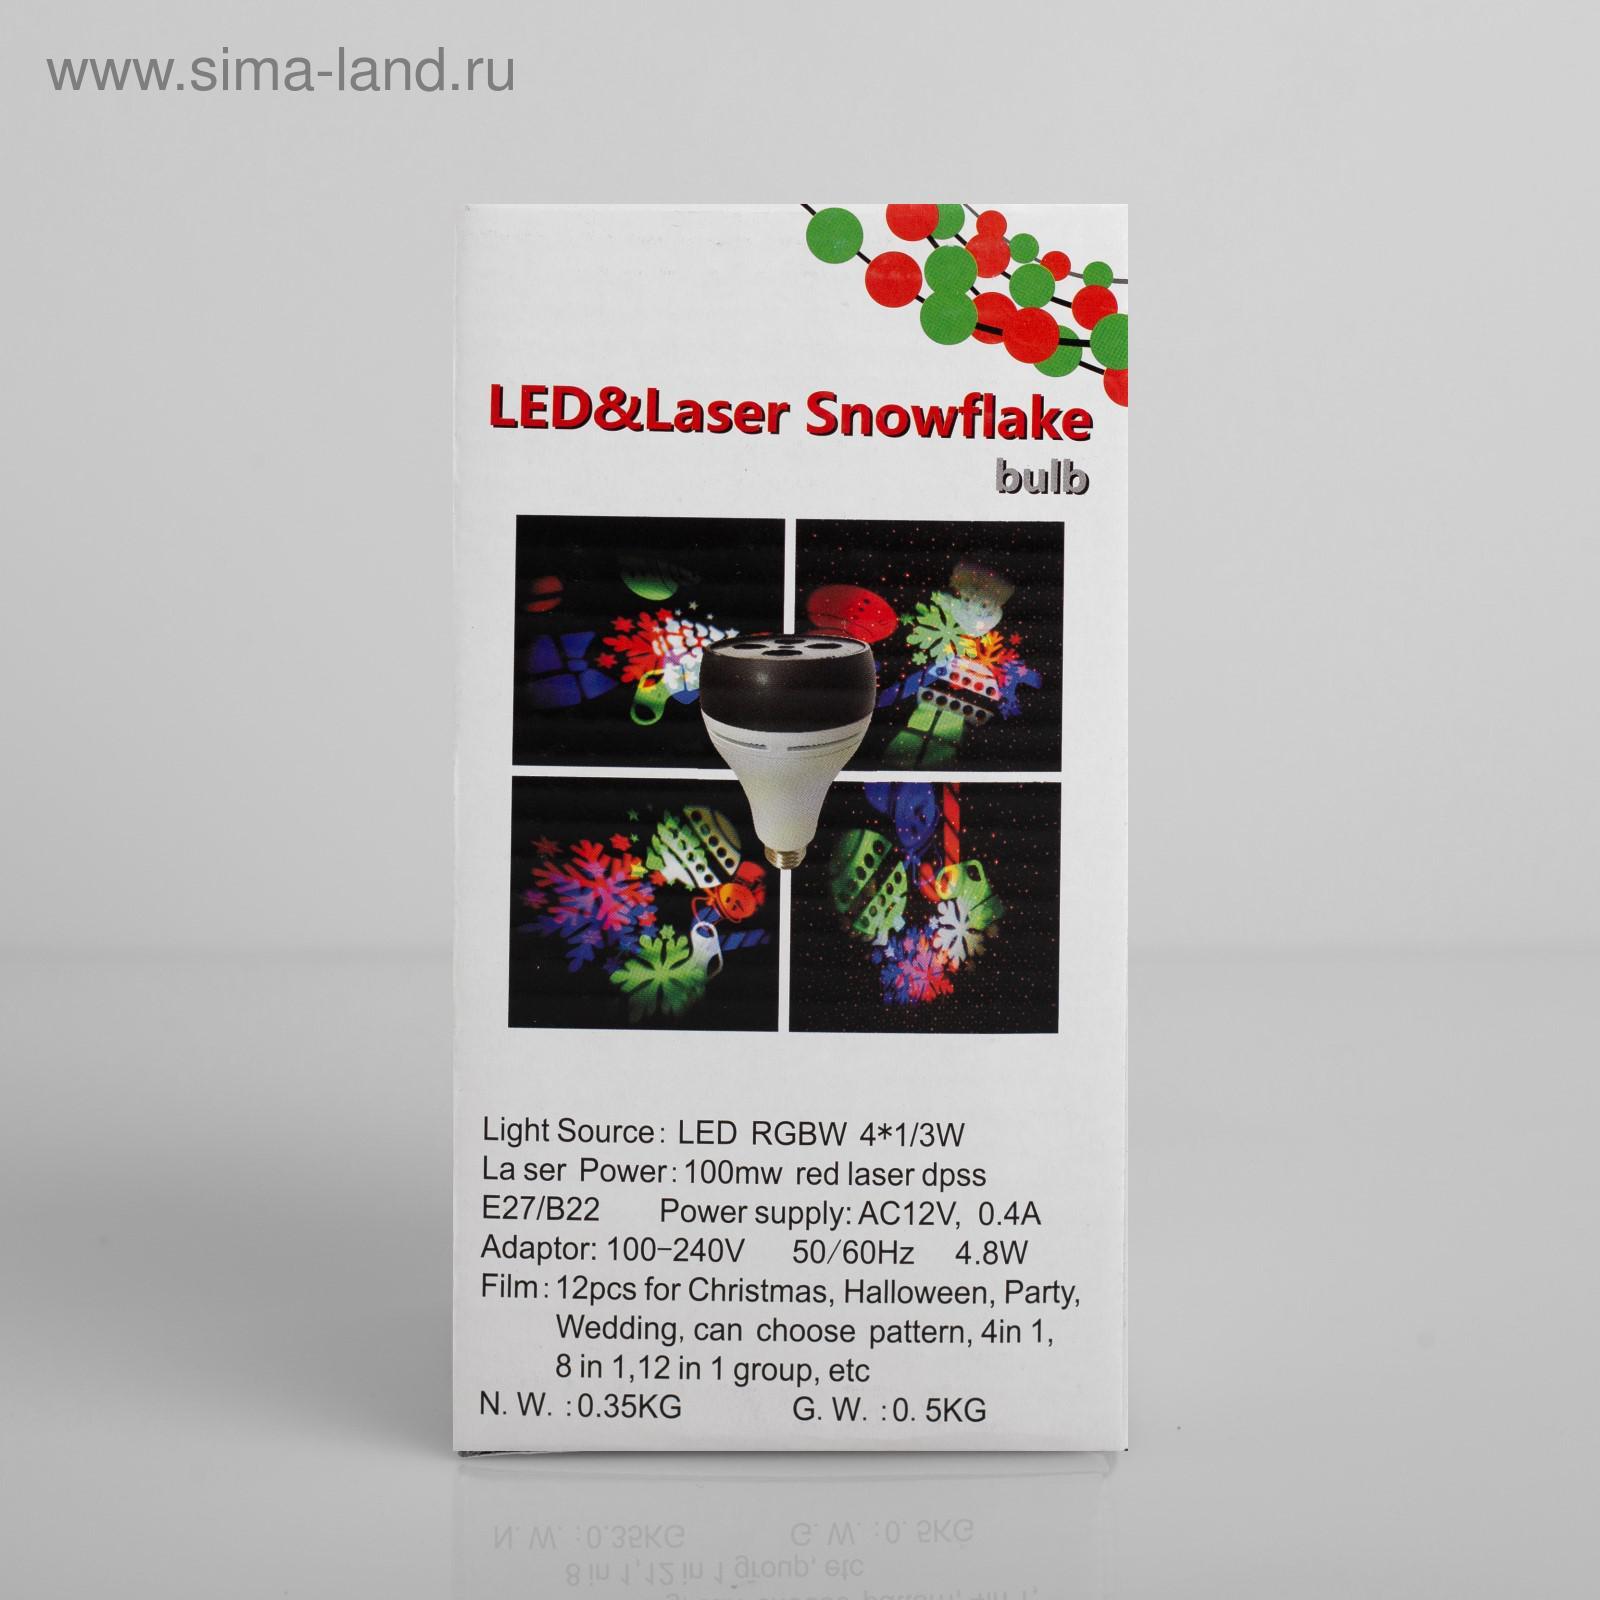 www.sima-land.ru
LED&Laser Snowflake
bulb
Light Source: LED RGBW 4*1/3W
La ser Power: 100mw red laser dpss
E27/B22 Power supply: AC12V, 0.4A
Adaptor: 100-240V 50/60Hz 4.8W
Film: 12pcs for Christmas, Halloween, Party,
Wedding, can choose pattern, 4in 1,
8 in 1,12 in 1 group, etc
N. W. :0.35KG G. W. :0. 5KG